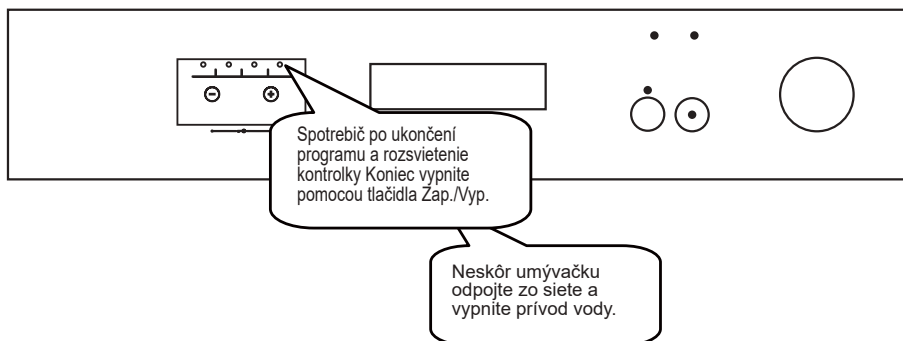 Spotrebič po ukončení
programu a rozsvietenie
kontrolky Koniec vypnite
pomocou tlačidla Zap./Vyp.
Neskôr umývačku
odpojte zo siete a
vypnite prívod vody.